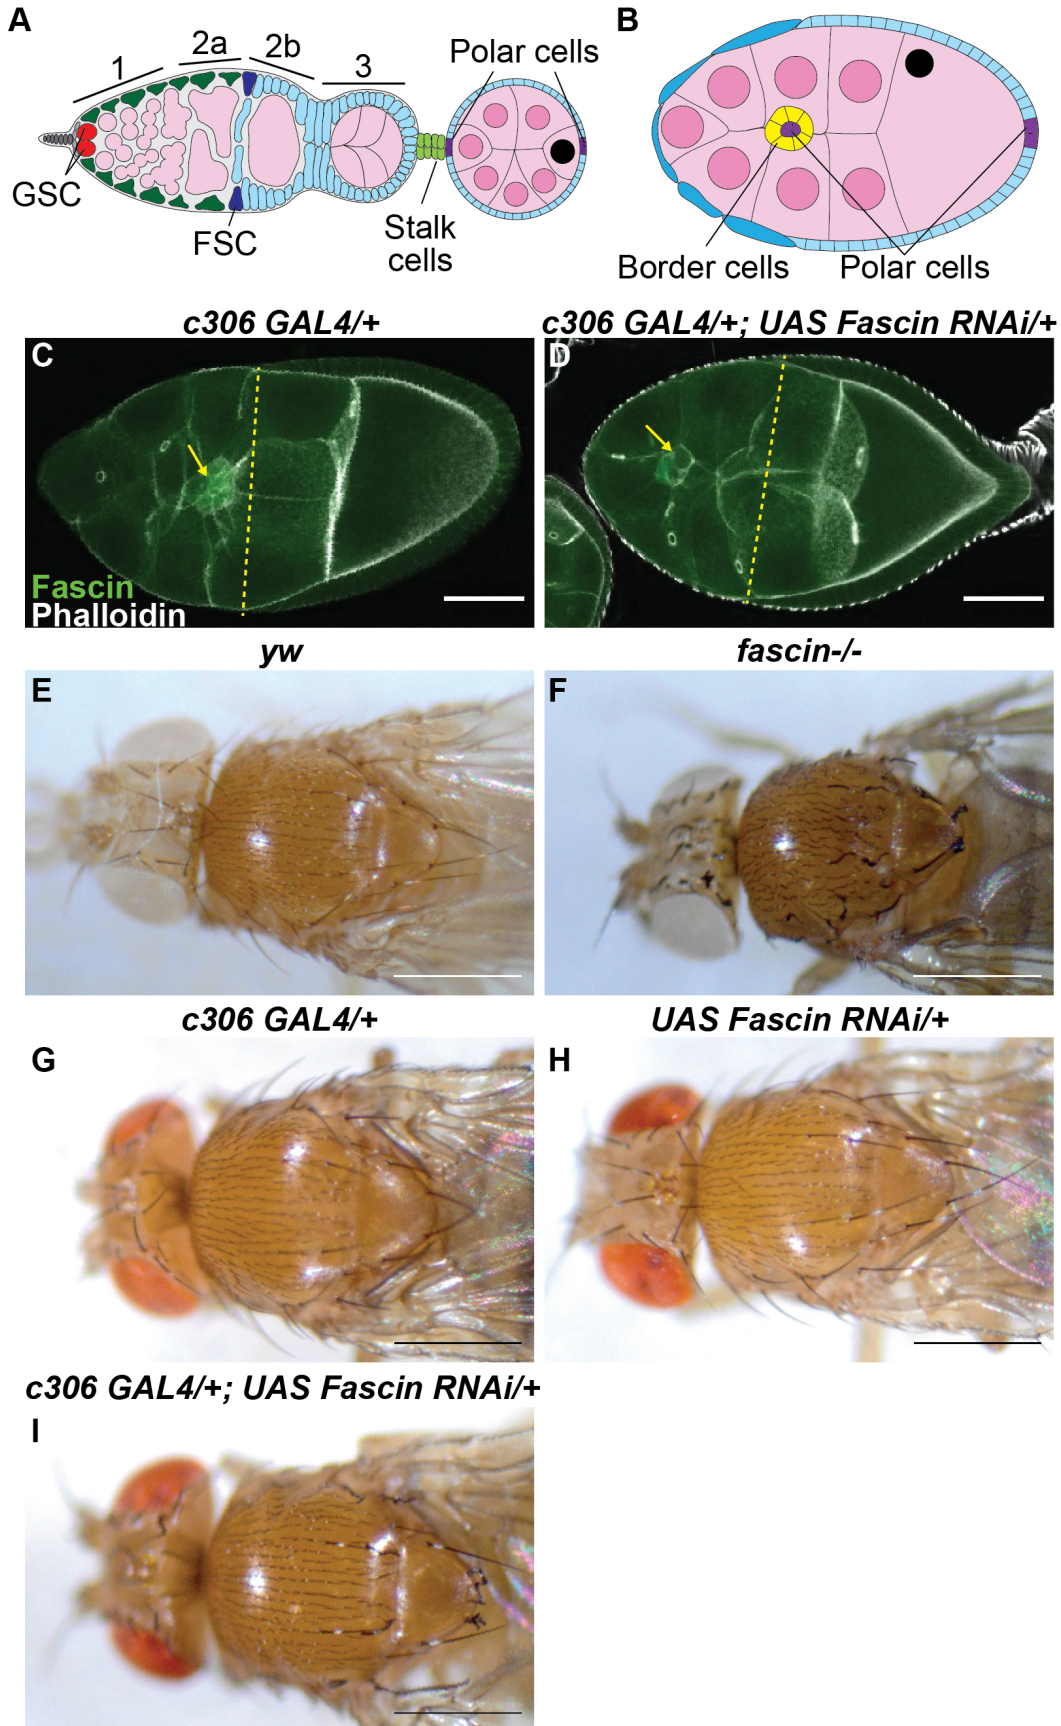 A
B
1
2a
2b
3
Polar cells
GSC
FSC
Stalk
cells
Border cells
Polar cells
c306 GAL4/+
c306 GAL4/+; UAS Fascin RNAi/+
C
D
Fascin
Phalloidin
yw
fascin-/-
E
F
c306 GAL4/+
UAS Fascin RNAi/+
G
H
c306 GAL4/+; UAS Fascin RNAi/+
I